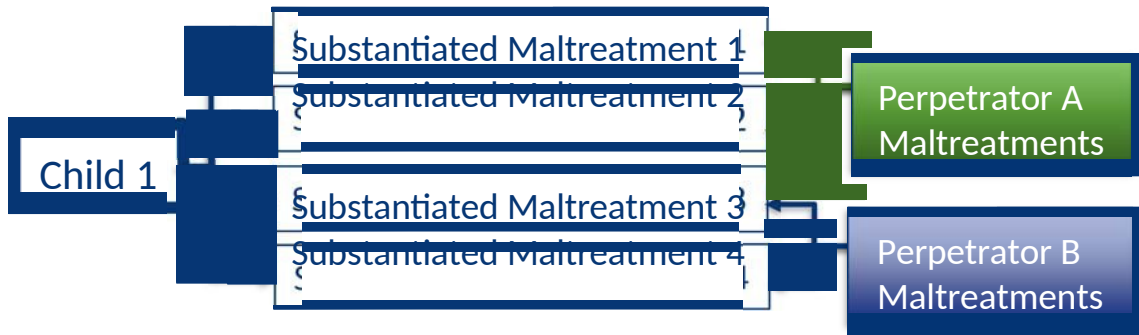 Substantiated Maltreatment 1
Substantiated Maltreatment 2
Child 1
Substantiated Maltreatment 3
Substantiated Maltreatment 4
Perpetrator A
Maltreatments
Perpetrator B
Maltreatments